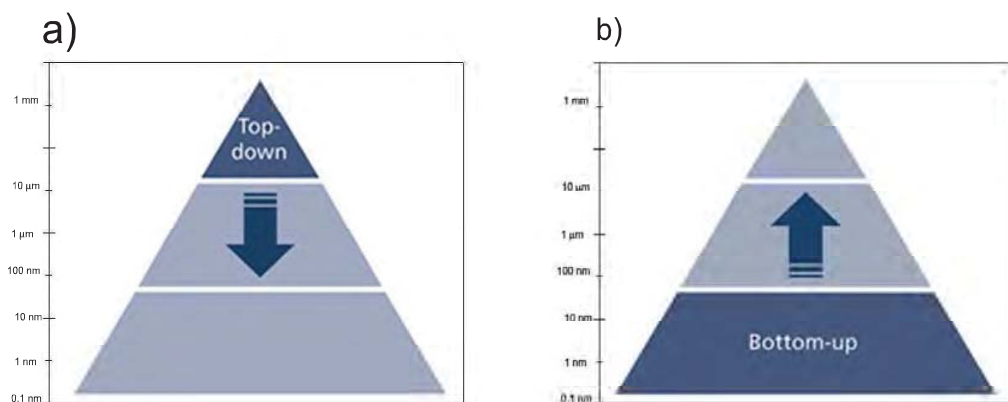 a)
1 mm
Top-
down
10 µm
1 µm
100 nm
10 nm
1 nm
0.1 nm
b)
1 mm
10 µm
1 µm
100 nm
10 nm
Bottom-up
1 nm
0.1 nm